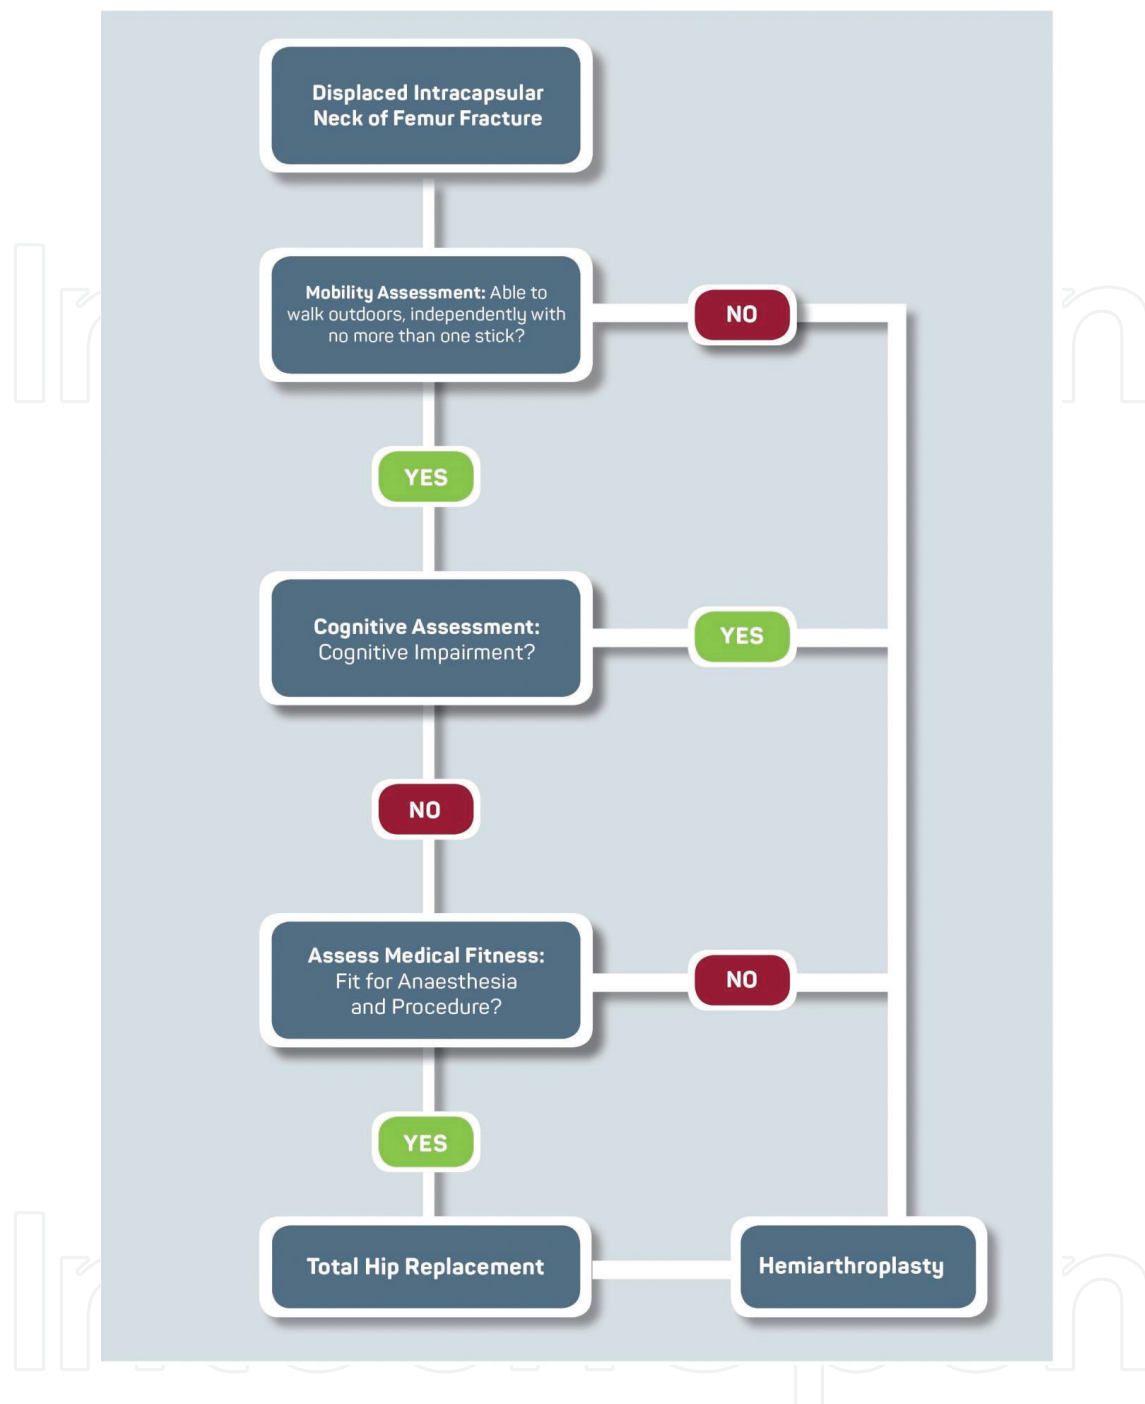 Displaced Intracapsular
Neck of Femur Fracture
Mobility Assessment: Able to
walk outdoors, independently with
no more than one stick?
NO
YES
Cognitive Assessment:
Cognitive Impairment?
YES
NO
Assess Medical Fitness:
Fit for Anaesthesia
and Procedure?
NO
YES
Total Hip Replacement
Hemiarthroplasty